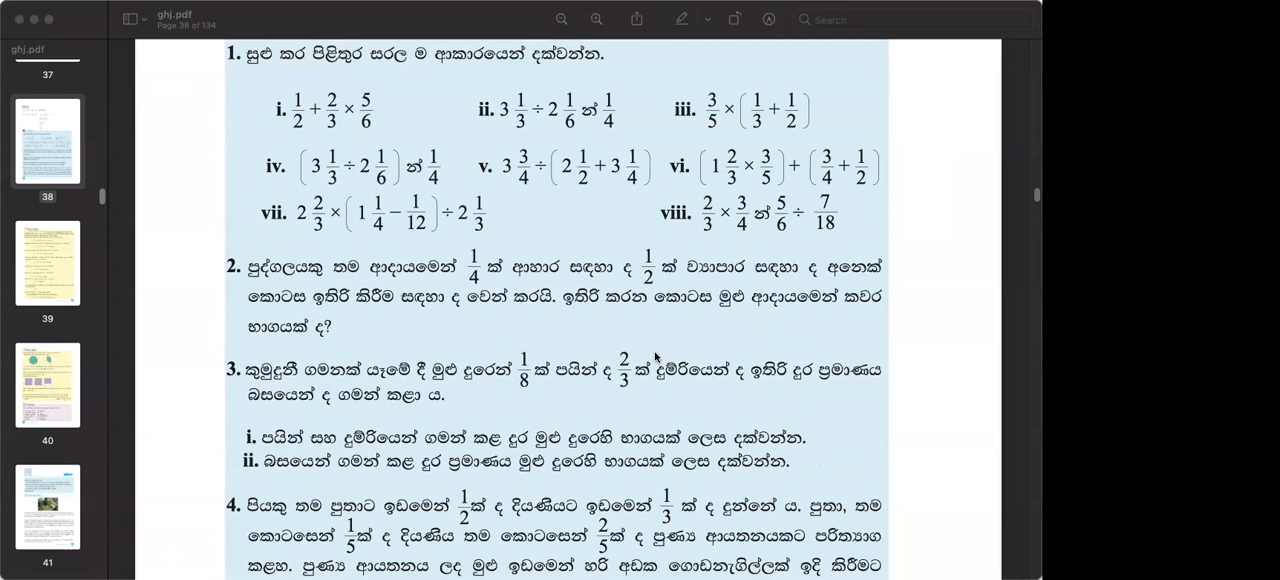 ghj.pdf
Page 38 of 134
Search
ghj.pdf
37
38
39
40
41
1. සුළු කර පිළිතුර සරල ම ආකාරයෙන් දක්වන්න.
i. 1/2 + 2/3 × 5/6 ii. 3 1/3 ÷ 2 1/6 න් 1/4 iii. 3/5 × (1/3 + 1/2)
iv. (3 1/3 ÷ 2 1/6) න් 1/4 v. 3 3/4 ÷ (2 1/2 + 3 1/4) vi. (1 2/3 × 3/5) + (3/4 + 1/2)
vii. 2 2/3 × (1 1/4 − 1/12) ÷ 2 1/3 viii. 2/3 × 3/4 න් 5/6 ÷ 7/18
2. පුද්ගලයකු තම ආදායමෙන් 1/4 ක් ආහාර සඳහා ද 1/2 ක් ව්‍යාපාර සඳහා ද අනෙක්
කොටස ඉතිරි කිරීම සඳහා ද වෙන් කරයි. ඉතිරි කරන කොටස මුළු ආදායමෙන් කවර
භාගයක් ද?
3. කුමුදුනී ගමනක් යෑමේ දී මුළු දුරෙන් 1/8 ක් පයින් ද 2/3 ක් දුම්රියෙන් ද ඉතිරි දුර ප්‍රමාණය
බසයෙන් ද ගමන් කළා ය.
i. පයින් සහ දුම්රියෙන් ගමන් කළ දුර මුළු දුරෙහි භාගයක් ලෙස දක්වන්න.
ii. බසයෙන් ගමන් කළ දුර ප්‍රමාණය මුළු දුරෙහි භාගයක් ලෙස දක්වන්න.
4. පියකු තම පුතාට ඉඩමෙන් 1/2 ක් ද දියණියට ඉඩමෙන් 1/3 ක් ද දුන්නේ ය. පුතා, තම
කොටසෙන් 1/5 ක් ද දියණිය තම කොටසෙන් 2/5 ක් ද පුණ්‍ය ආයතනයකට පරිත්‍යාග
කළහ. පුණ්‍ය ආයතනය ලද මුළු ඉඩමෙන් හරි අඩක ගොඩනැගිල්ලක් ඉදි කිරීමට